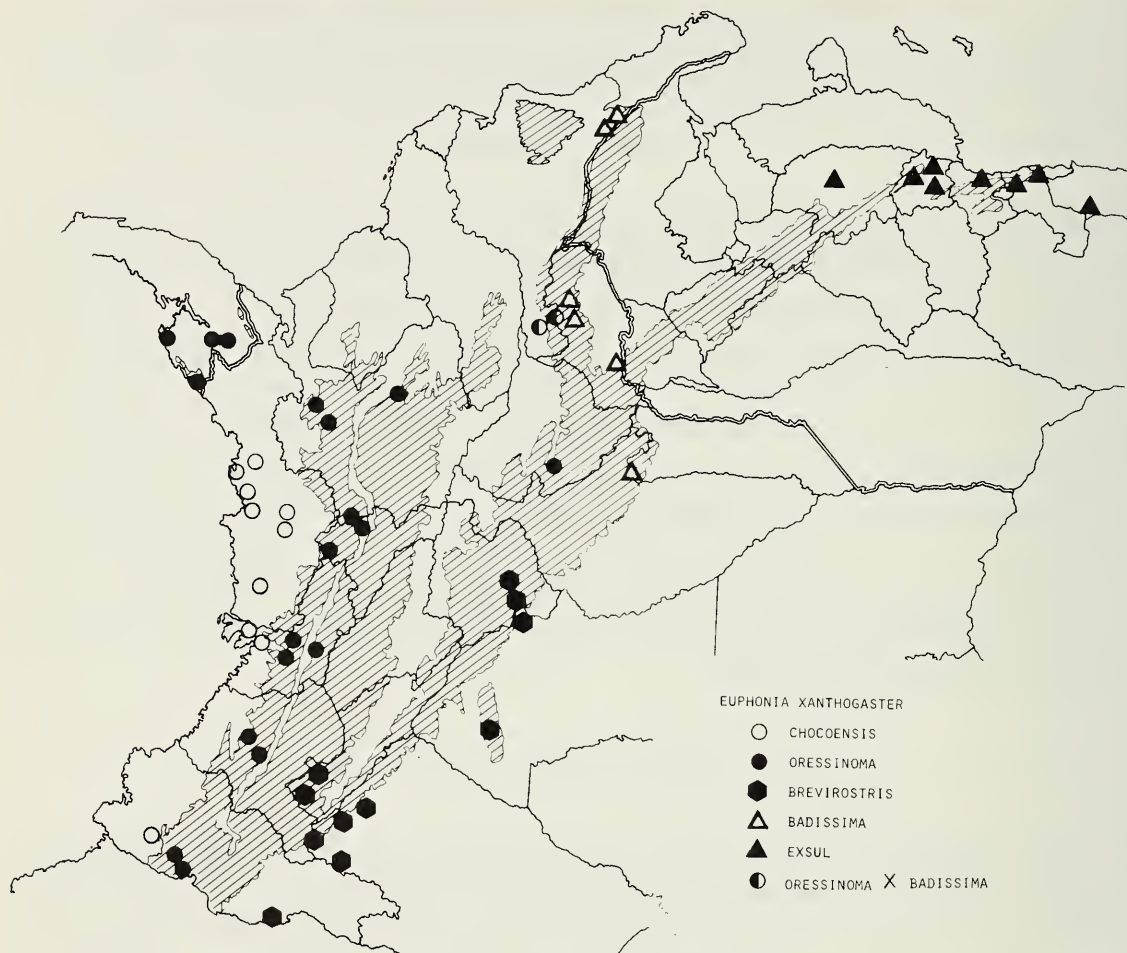 EUPHONIA XANTHOGASTER
CHOCOENSIS
ORESSINOMA
BREVIROSTRIS
BADISSIMA
EXSUL
ORESSINOMA X BADISSIMA